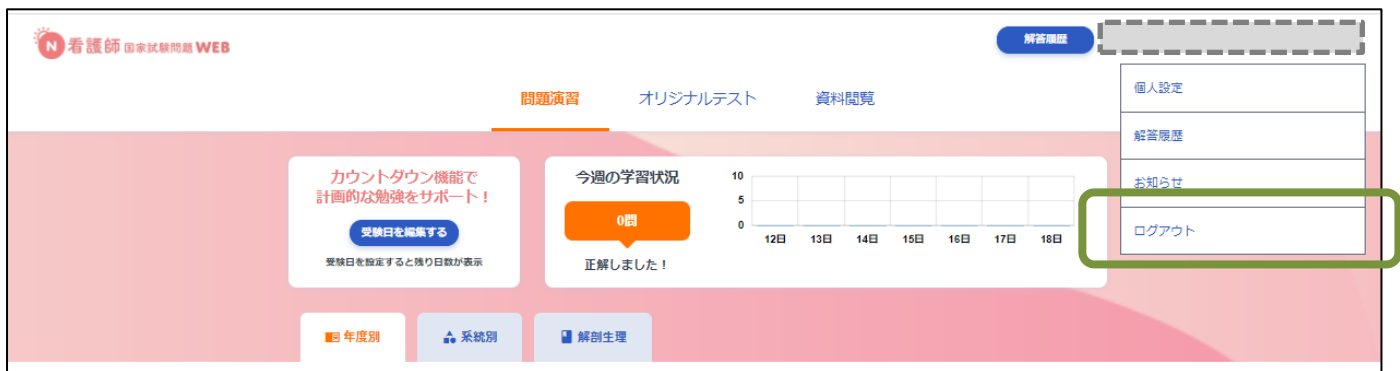 N 看護師 国家試験問題 WEB
解答履歴
問題演習 オリジナルテスト 資料閲覧
個人設定
解答履歴
お知らせ
ログアウト
カウントダウン機能で
計画的な勉強をサポート！
受験日を編集する
受験日を設定すると残り日数が表示
今週の学習状況
0問
正解しました！
10
5
0
12日 13日 14日 15日 16日 17日 18日
年度別 系統別 解剖生理